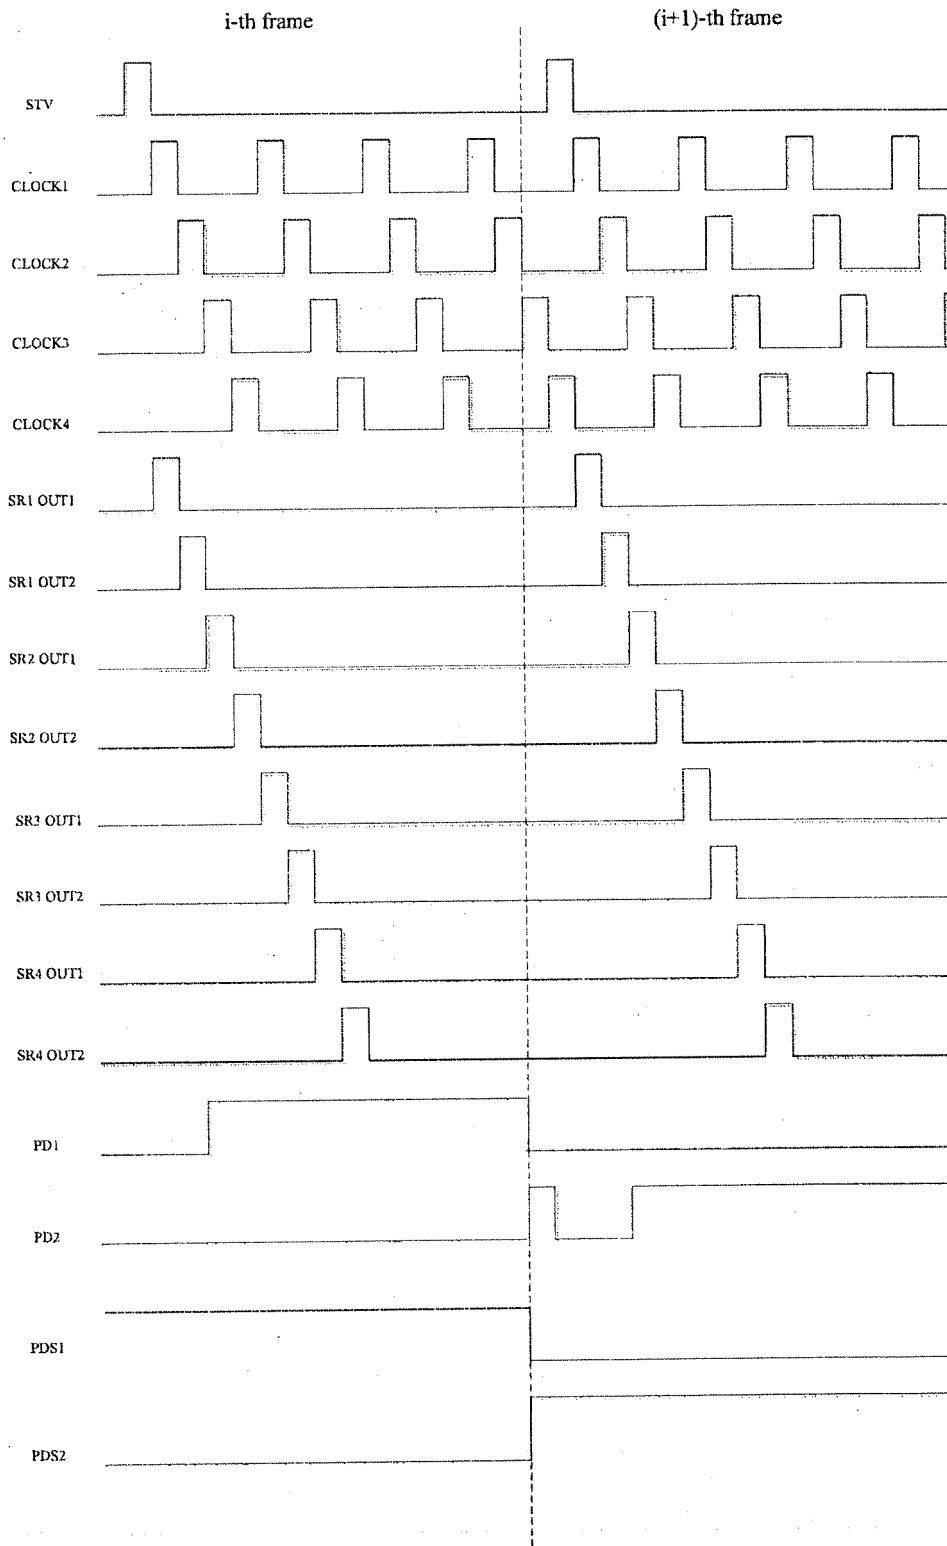 i-th frame
(i+1)-th frame
STV
CLOCK1
CLOCK2
CLOCK3
CLOCK4
SR1 OUT1
SR1 OUT2
SR2 OUT1
SR2 OUT2
SR3 OUT1
SR3 OUT2
SR4 OUT1
SR4 OUT2
PD1
PD2
PDS1
PDS2